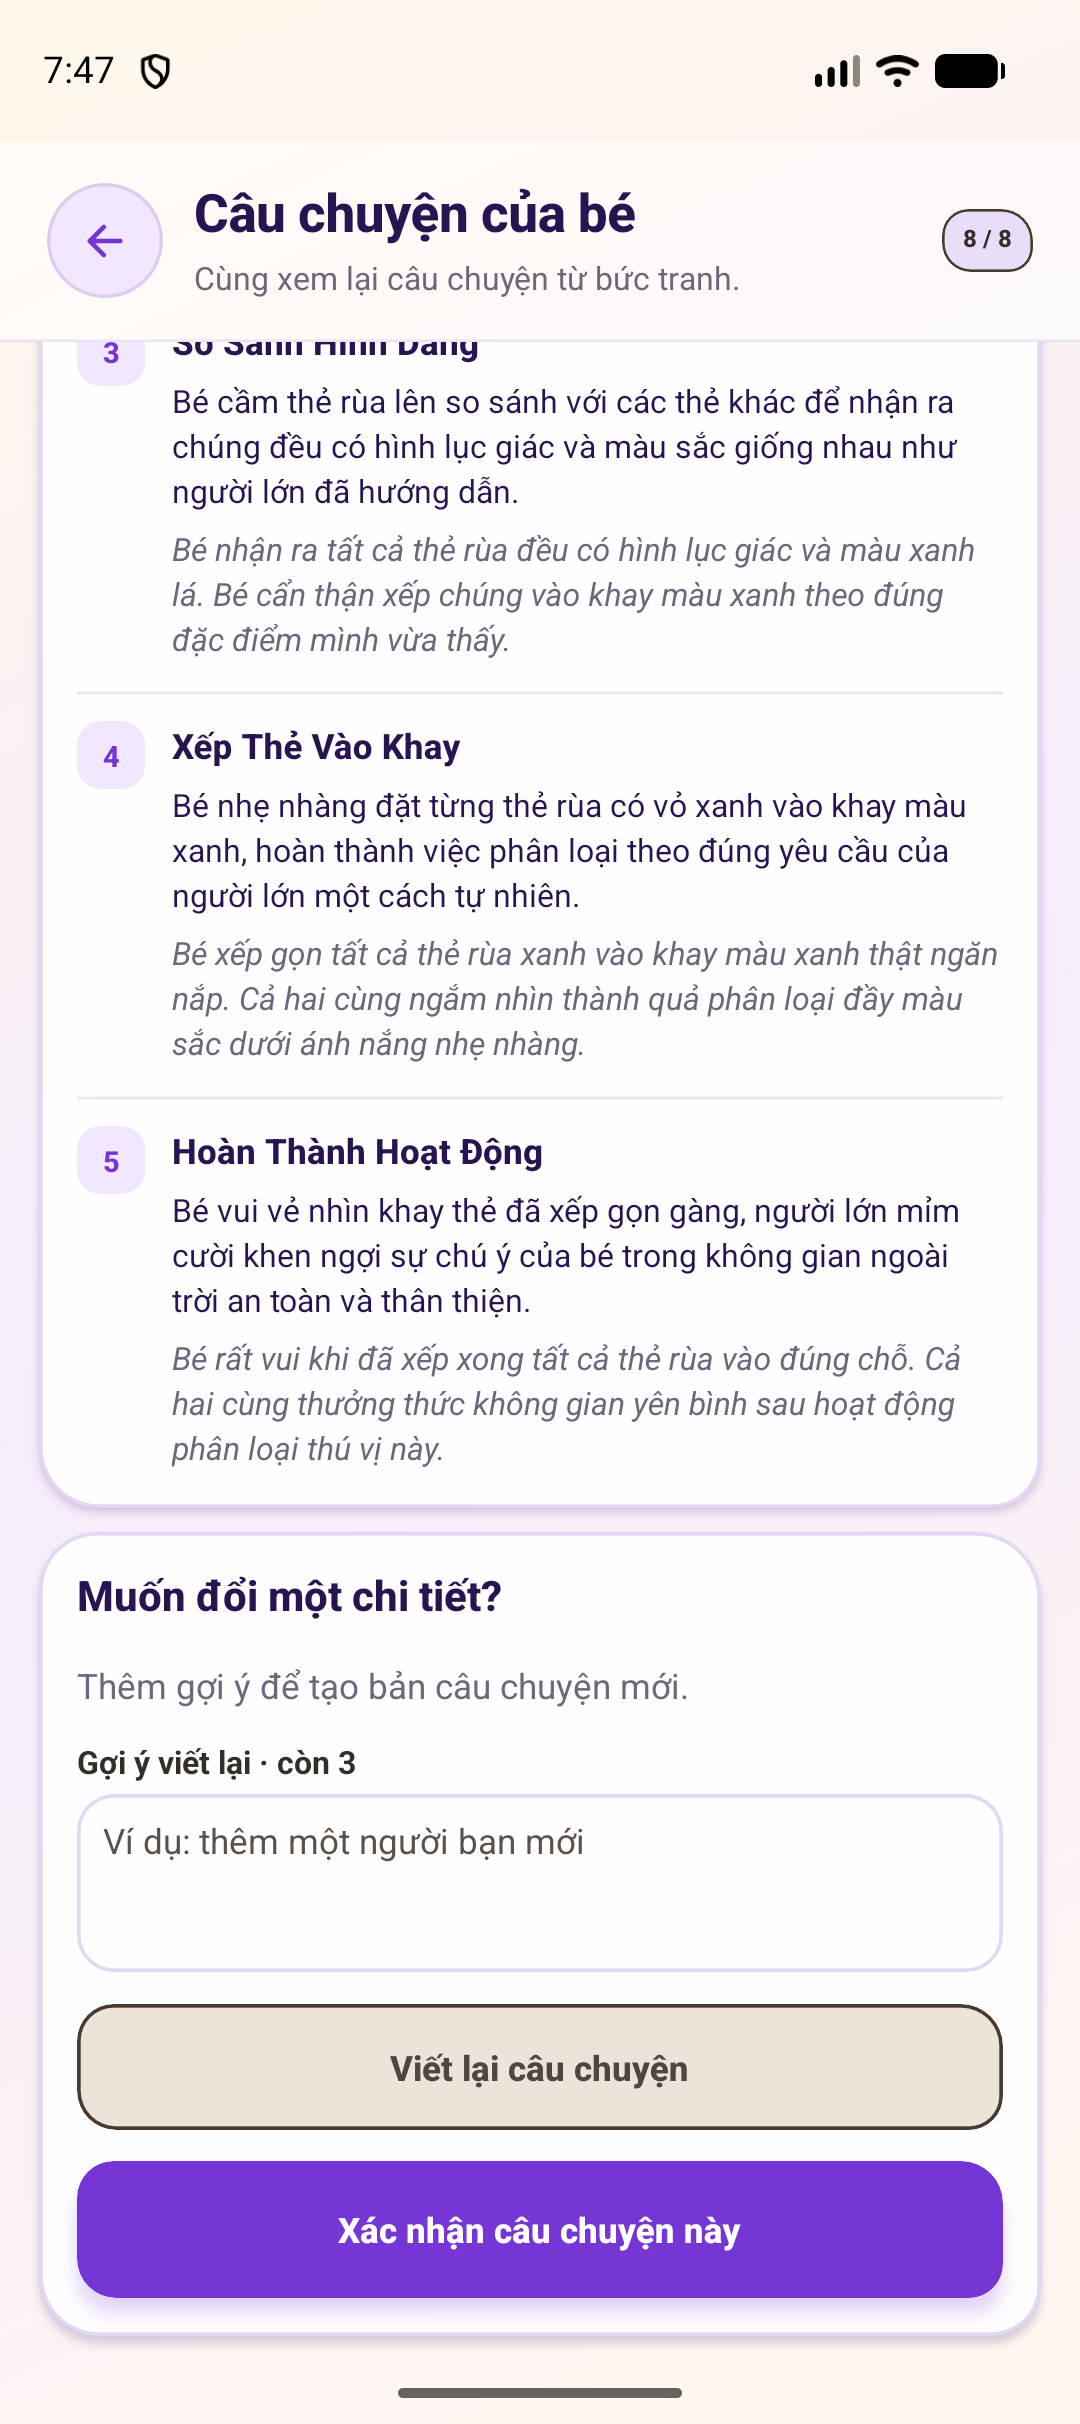 7:47
Câu chuyện của bé
Cùng xem lại câu chuyện từ bức tranh.
8 / 8
3
So Sánh Hình Dáng
Bé cầm thẻ rùa lên so sánh với các thẻ khác để nhận ra
chúng đều có hình lục giác và màu sắc giống nhau như
người lớn đã hướng dẫn.
Bé nhận ra tất cả thẻ rùa đều có hình lục giác và màu xanh
lá. Bé cẩn thận xếp chúng vào khay màu xanh theo đúng
đặc điểm mình vừa thấy.
4
Xếp Thẻ Vào Khay
Bé nhẹ nhàng đặt từng thẻ rùa có vỏ xanh vào khay màu
xanh, hoàn thành việc phân loại theo đúng yêu cầu của
người lớn một cách tự nhiên.
Bé xếp gọn tất cả thẻ rùa xanh vào khay màu xanh thật ngăn
nắp. Cả hai cùng ngắm nhìn thành quả phân loại đầy màu
sắc dưới ánh nắng nhẹ nhàng.
5
Hoàn Thành Hoạt Động
Bé vui vẻ nhìn khay thẻ đã xếp gọn gàng, người lớn mỉm
cười khen ngợi sự chú ý của bé trong không gian ngoài
trời an toàn và thân thiện.
Bé rất vui khi đã xếp xong tất cả thẻ rùa vào đúng chỗ. Cả
hai cùng thưởng thức không gian yên bình sau hoạt động
phân loại thú vị này.
Muốn đổi một chi tiết?
Thêm gợi ý để tạo bản câu chuyện mới.
Gợi ý viết lại · còn 3
Ví dụ: thêm một người bạn mới
Viết lại câu chuyện
Xác nhận câu chuyện này